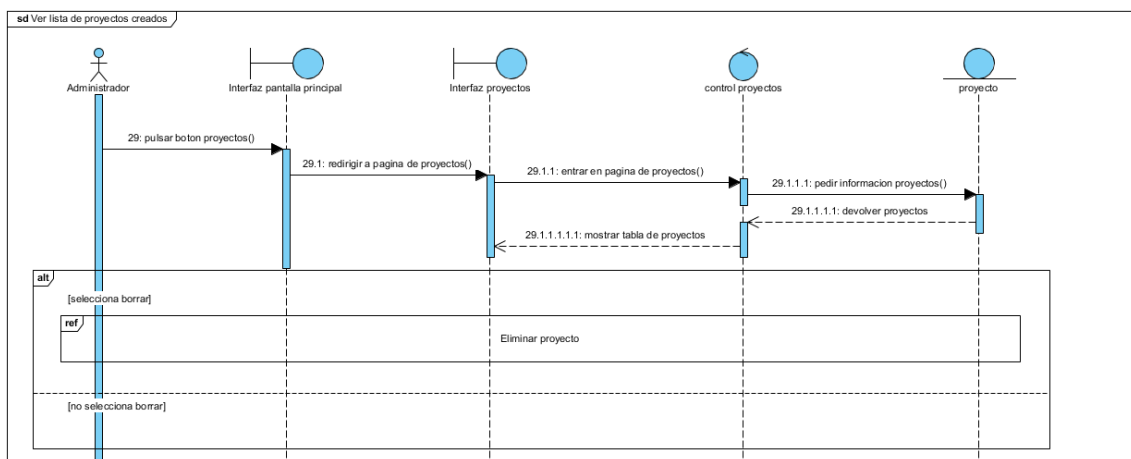 sd Ver lista de proyectos creados
Administrador
Interfaz pantalla principal
Interfaz proyectos
control proyectos
proyecto
29: pulsar boton proyectos()
29.1: redirigir a pagina de proyectos()
29.1.1: entrar en pagina de proyectos()
29.1.1.1: pedir informacion proyectos()
29.1.1.1.1: devolver proyectos
29.1.1.1.1.1: mostrar tabla de proyectos
alt
[selecciona borrar]
ref
Eliminar proyecto
[no selecciona borrar]